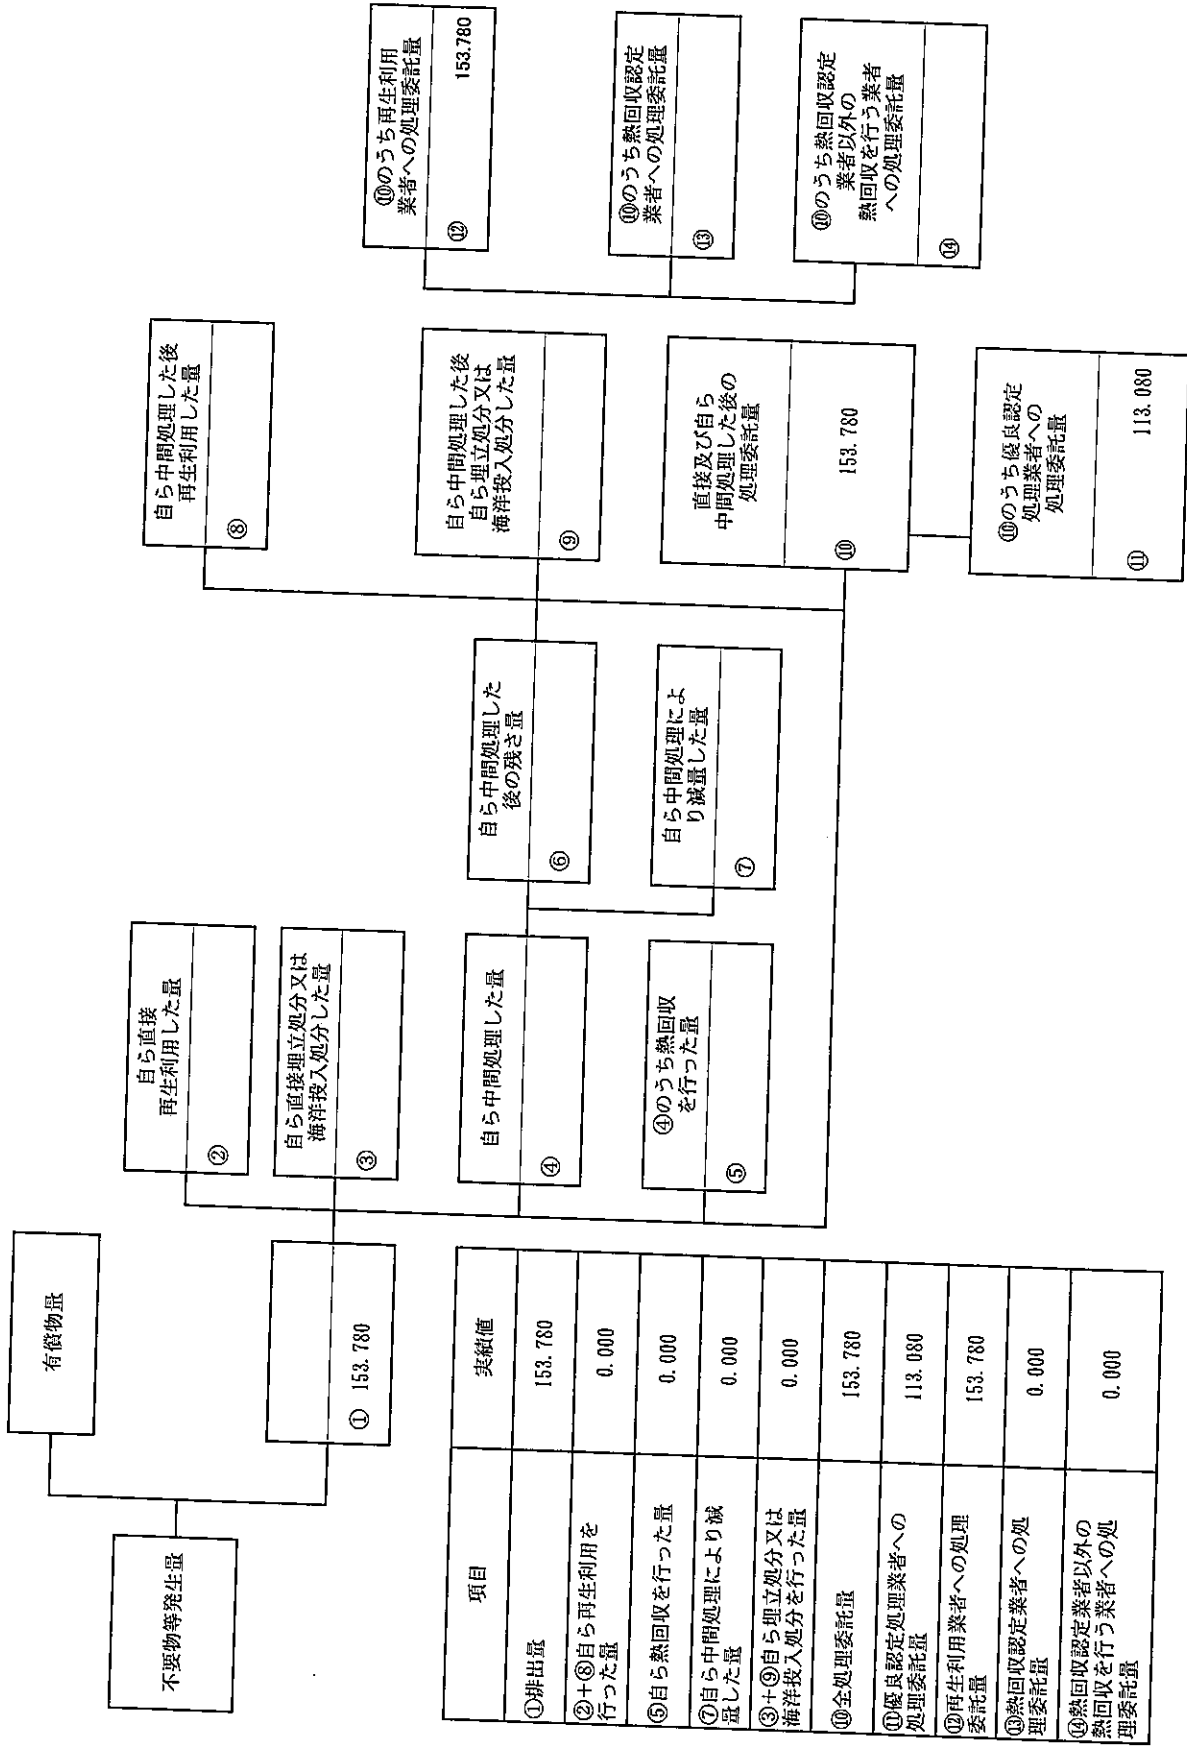 不要物等発生量
有償物量
① 153.780
自ら直接
再生利用した量
②
自ら直接埋立処分又は
海洋投入処分した量
③
自ら中間処理した量
④
④のうち熱回収
を行った量
⑤
自ら中間処理した
後の残さ量
⑥
自ら中間処理によ
り減量した量
⑦
自ら中間処理した後
再生利用した量
⑧
自ら中間処理した後
自ら埋立処分又は
海洋投入処分した量
⑨
直接及び自ら
中間処理した後の
処理委託量
⑩ 153.780
⑩のうち優良認定
処理業者への
処理委託量
⑪ 113.080
⑩のうち再生利用
業者への処理委託量
⑫ 153.780
⑩のうち熱回収認定
業者への処理委託量
⑬
⑩のうち熱回収認定
業者以外の
熱回収を行う業者
への処理委託量
⑭
項目 実績値
①排出量 153.780
②+⑧自ら再生利用を
行った量 0.000
⑤自ら熱回収を行った量 0.000
⑦自ら中間処理により減
量した量 0.000
③+⑨自ら埋立処分又は
海洋投入処分を行った量 0.000
⑩全処理委託量 153.780
⑪優良認定処理業者への
処理委託量 113.080
⑫再生利用業者への処理
委託量 153.780
⑬熱回収認定業者への処
理委託量 0.000
⑭熱回収認定業者以外の
熱回収を行う業者への処
理委託量 0.000